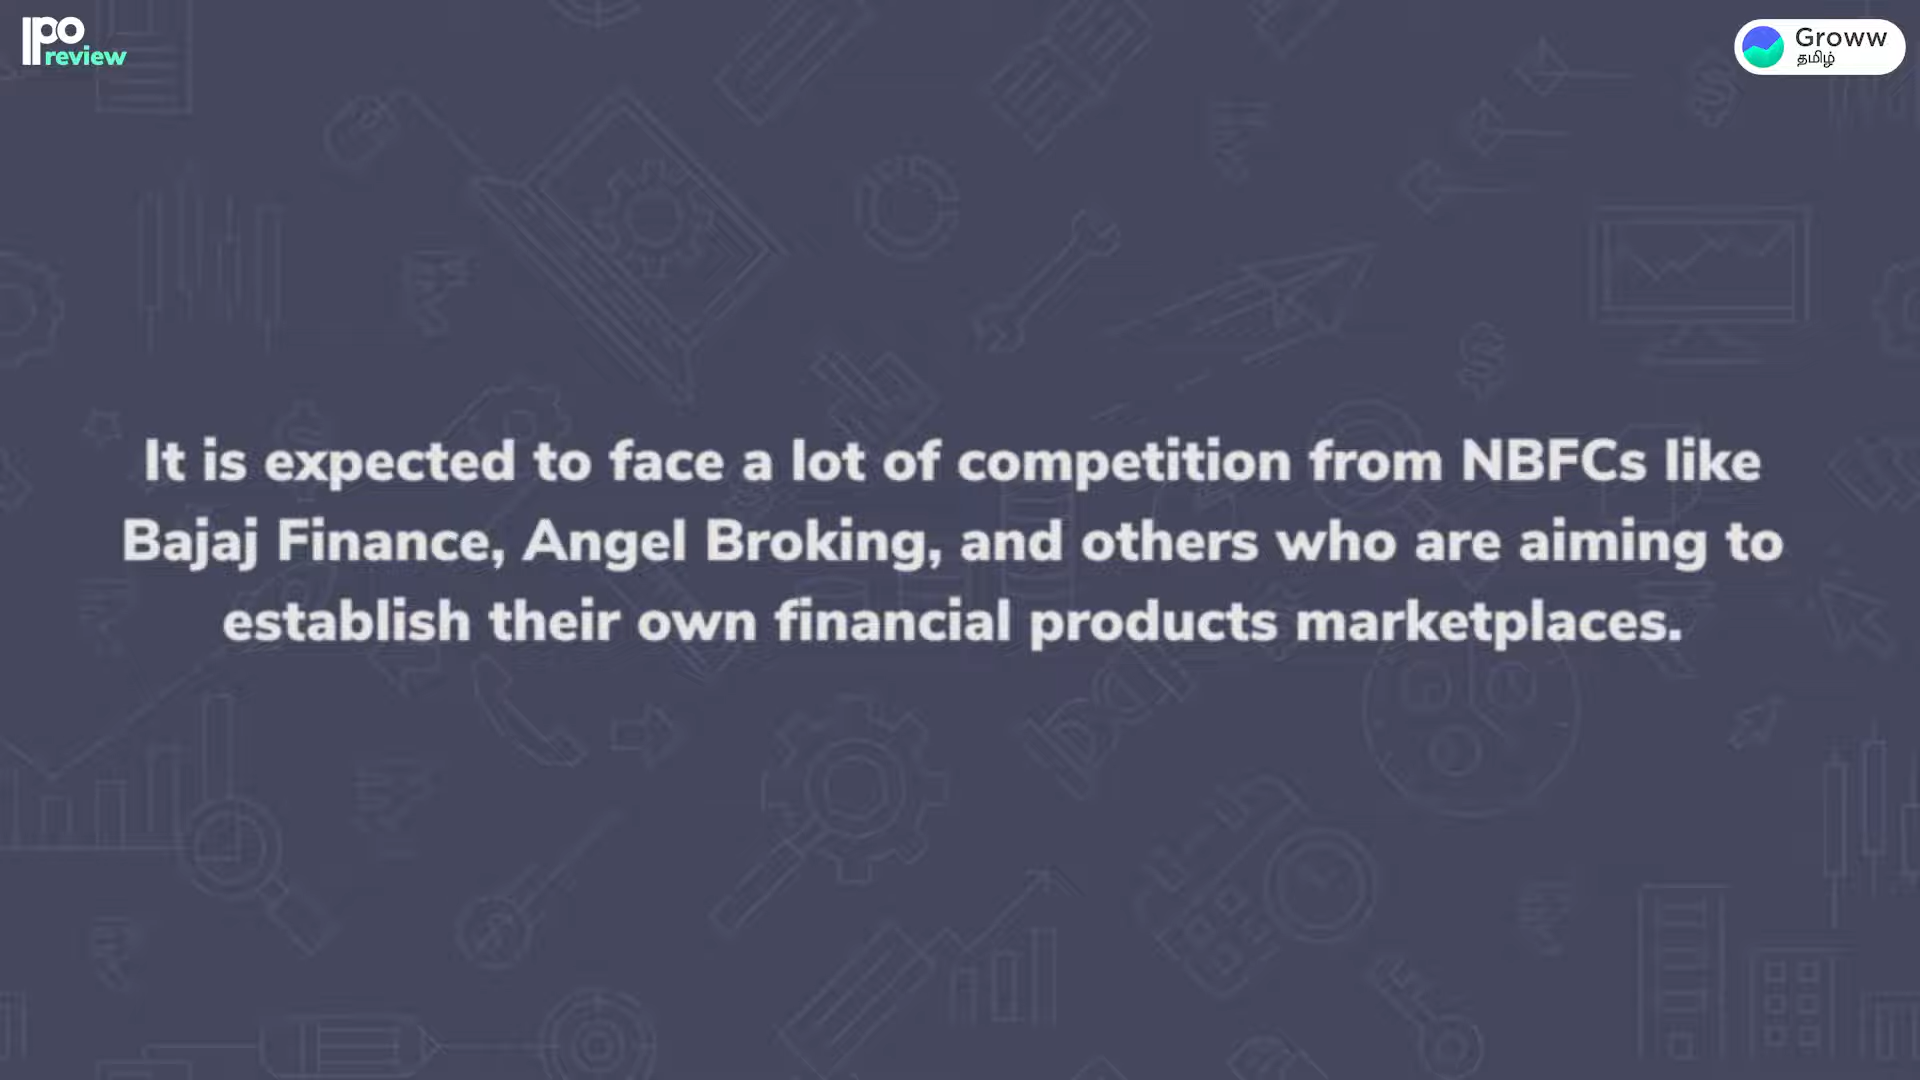 IPO
review
Groww
தமிழ்
It is expected to face a lot of competition from NBFCs like
Bajaj Finance, Angel Broking, and others who are aiming to
establish their own financial products marketplaces.